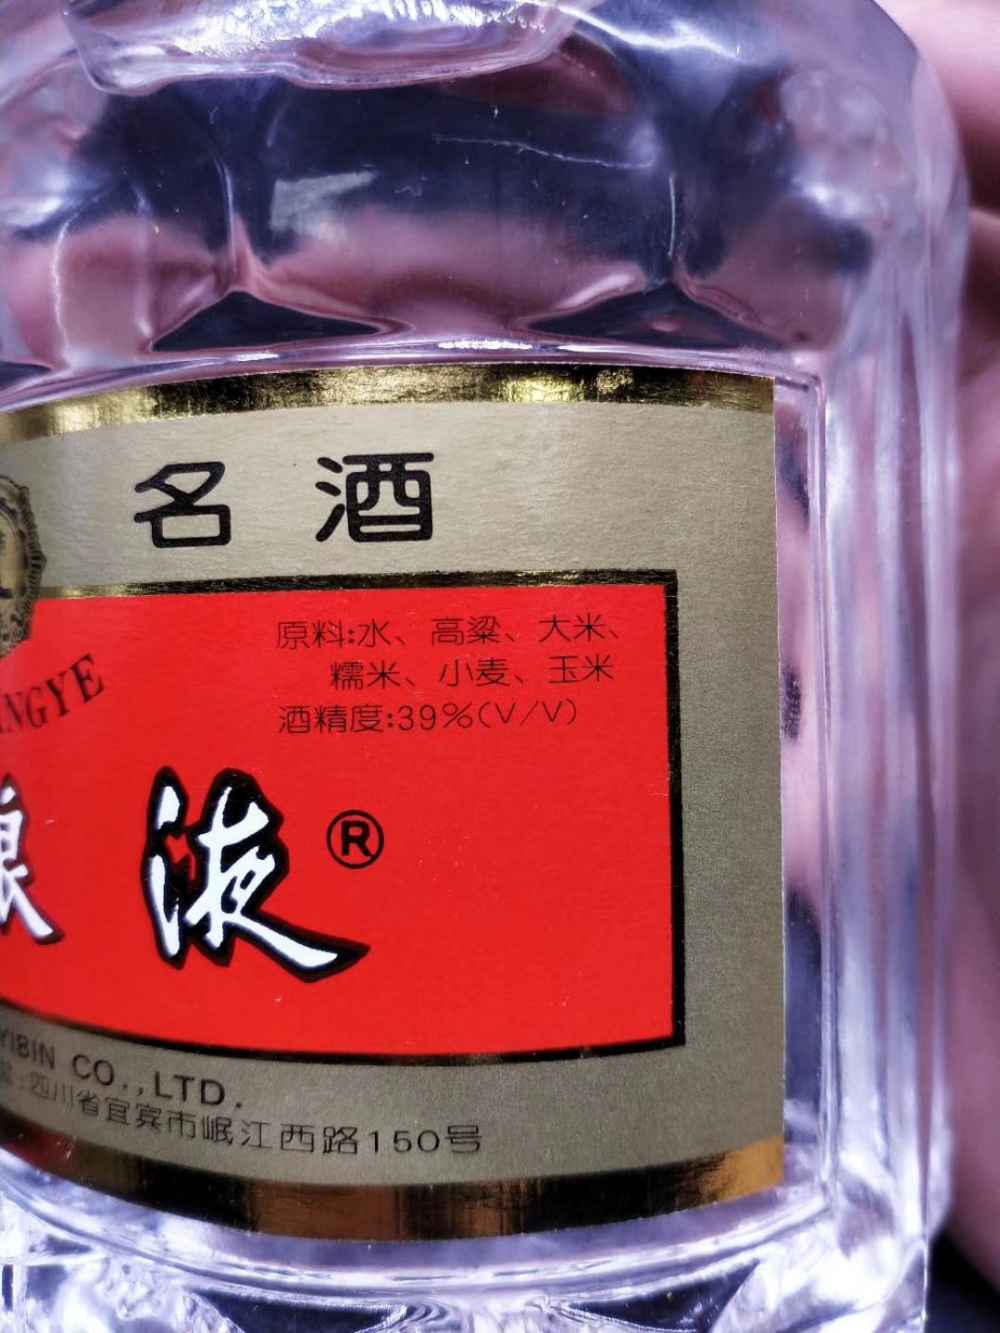 名酒
原料:水、高粱、大米、
糯米、小麦、玉米
酒精度:39%(V/V)
INGYE
液®
YIBIN CO.,LTD.
四川省宜宾市岷江西路150号